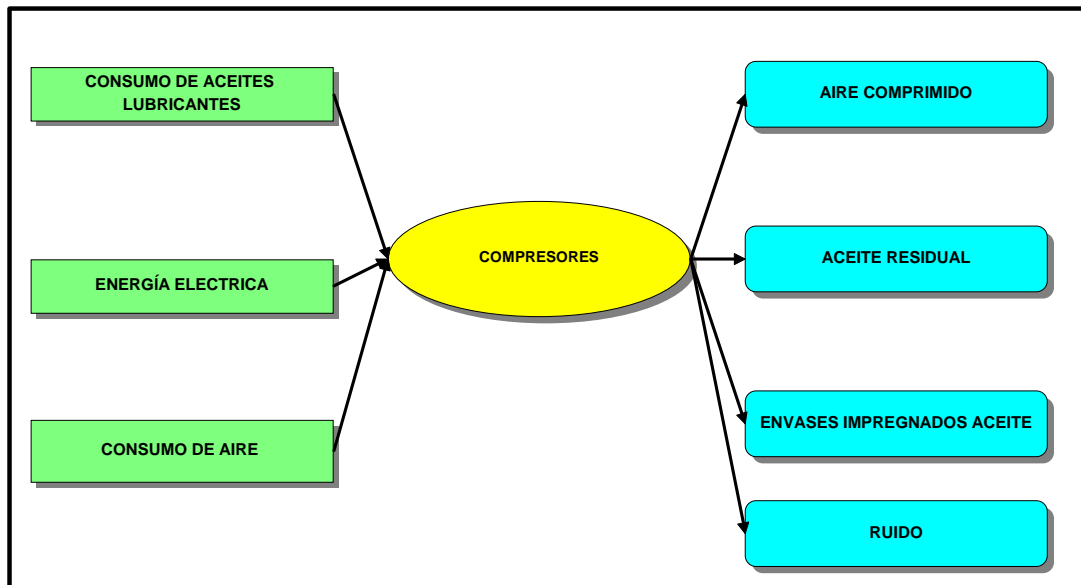 CONSUMO DE ACEITES
LUBRICANTES
ENERGÍA ELECTRICA
CONSUMO DE AIRE
COMPRESORES
AIRE COMPRIMIDO
ACEITE RESIDUAL
ENVASES IMPREGNADOS ACEITE
RUIDO